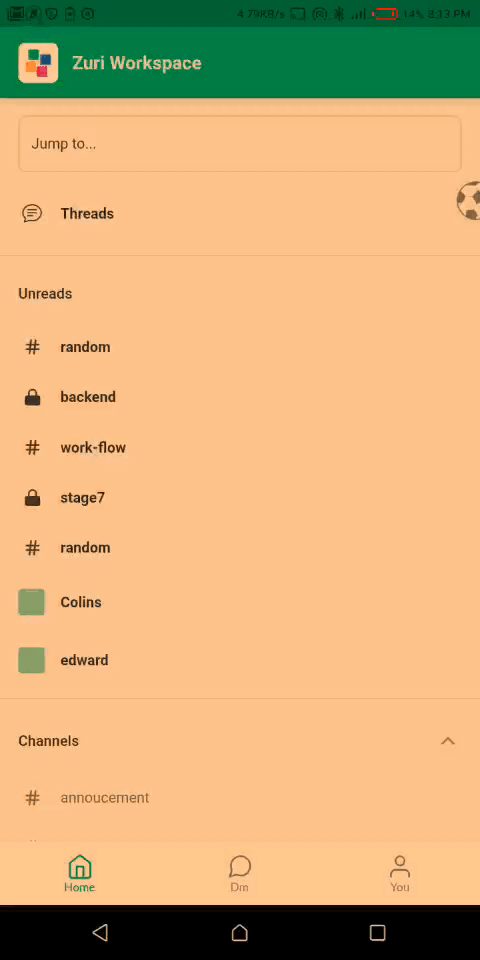 4.79KB/s 14% 8:33 PM
Zuri Workspace
Jump to...
Threads
Unreads
# random
backend
# work-flow
stage7
# random
Colins
edward
Channels
# annoucement
Home Dm You